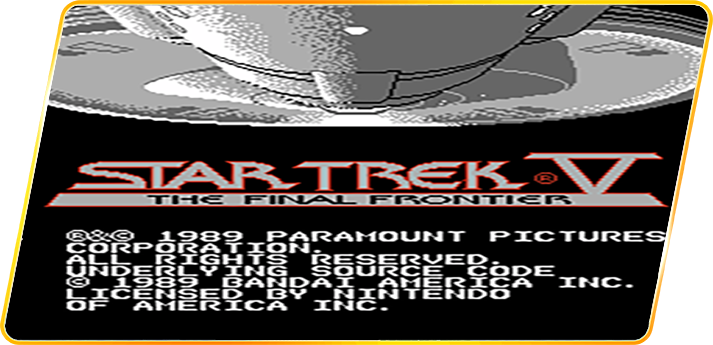 STAR TREK® V
THE FINAL FRONTIER
®&© 1989 PARAMOUNT PICTURES
CORPORATION.
ALL RIGHTS RESERVED.
UNDERLYING SOURCE CODE
© 1989 BANDAI AMERICA INC.
LICENSED BY NINTENDO
OF AMERICA INC.